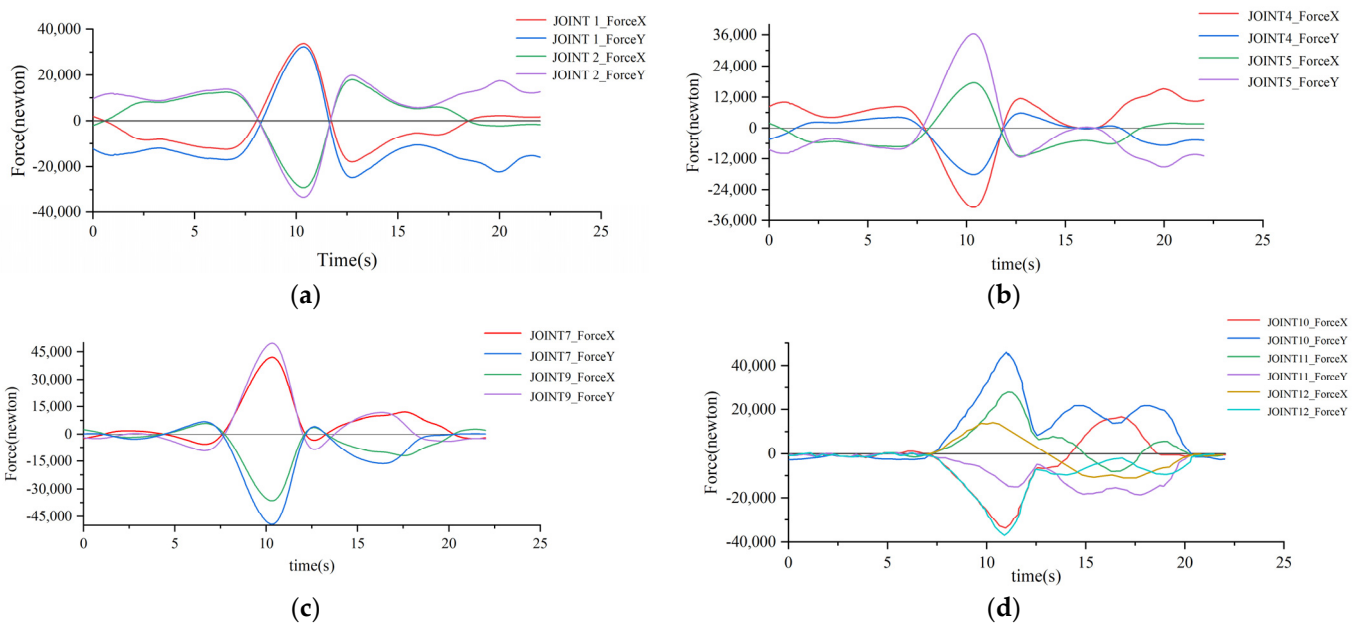 40,000
20,000
0
-20,000
-40,000
Force(newton)
0 5 10 15 20 25
Time(s)
JOINT 1_ForceX
JOINT 1_ForceY
JOINT 2_ForceX
JOINT 2_ForceY
(a)
36,000
24,000
12,000
0
-12,000
-24,000
-36,000
Forcr(newton)
0 5 10 15 20 25
time(s)
JOINT4_ForceX
JOINT4_ForceY
JOINT5_ForceX
JOINT5_ForceY
(b)
45,000
30,000
15,000
0
-15,000
-30,000
-45,000
Force(newton)
0 5 10 15 20 25
time(s)
JOINT7_ForceX
JOINT7_ForceY
JOINT9_ForceX
JOINT9_ForceY
(c)
40,000
20,000
0
-20,000
-40,000
Force(newton)
0 5 10 15 20 25
time(s)
JOINT10_ForceX
JOINT10_ForceY
JOINT11_ForceX
JOINT11_ForceY
JOINT12_ForceX
JOINT12_ForceY
(d)